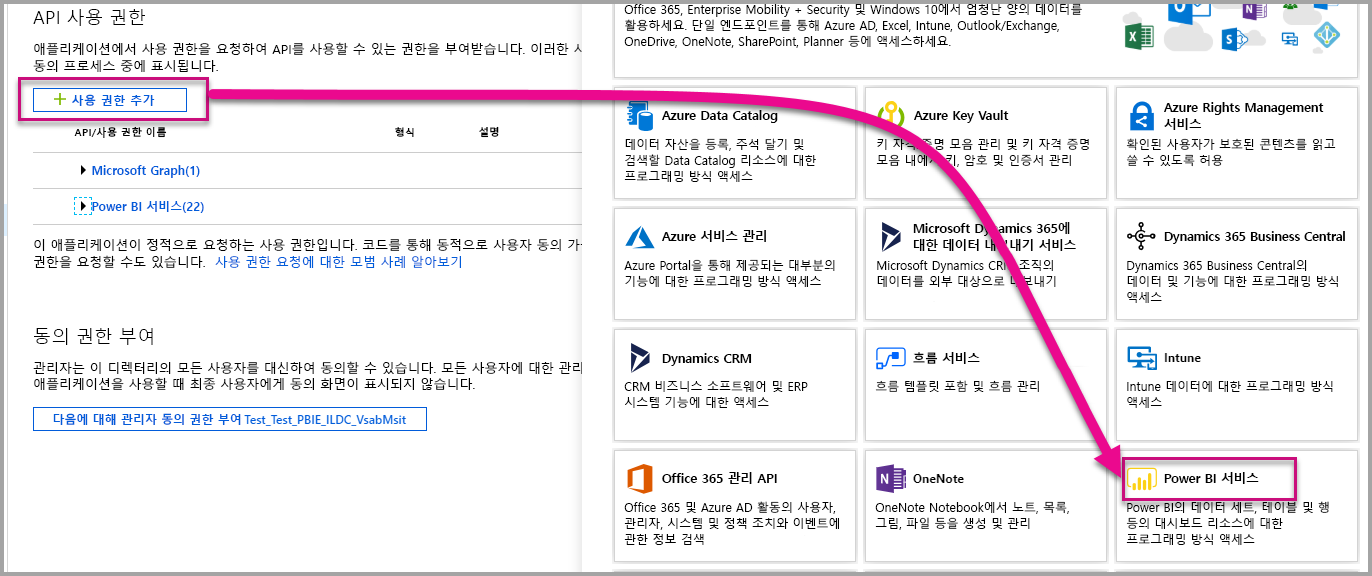 API 사용 권한
애플리케이션에서 사용 권한을 요청하여 API를 사용할 수 있는 권한을 부여받습니다. 이러한 사
동의 프로세스 중에 표시됩니다.
+ 사용 권한 추가
API/사용 권한 이름 형식 설명
Microsoft Graph(1)
Power BI 서비스(22)
이 애플리케이션이 정적으로 요청하는 사용 권한입니다. 코드를 통해 동적으로 사용자 동의 가
권한을 요청할 수도 있습니다. 사용 권한 요청에 대한 모범 사례 알아보기
동의 권한 부여
관리자는 이 디렉터리의 모든 사용자를 대신하여 동의할 수 있습니다. 모든 사용자에 대한 관리
애플리케이션을 사용할 때 최종 사용자에게 동의 화면이 표시되지 않습니다.
다음에 대해 관리자 동의 권한 부여 Test_Test_PBIE_ILDC_VsabMsit
Office 365, Enterprise Mobility + Security 및 Windows 10에서 엄청난 양의 데이터를
활용하세요. 단일 엔드포인트를 통해 Azure AD, Excel, Intune, Outlook/Exchange,
OneDrive, OneNote, SharePoint, Planner 등에 액세스하세요.
Azure Data Catalog
데이터 자산을 등록, 주석 달기 및
검색할 Data Catalog 리소스에 대한
프로그래밍 방식 액세스
Azure Key Vault
키 자격 증명 모음 관리 및 키 자격 증명
모음 내에서 키, 암호 및 인증서 관리
Azure Rights Management
서비스
확인된 사용자가 보호된 콘텐츠를 읽고
쓸 수 있도록 허용
Azure 서비스 관리
Azure Portal을 통해 제공되는 대부분의
기능에 대한 프로그래밍 방식 액세스
Microsoft Dynamics 365에
대한 데이터 내보내기 서비스
Microsoft Dynamics CRM 조직의
데이터를 외부 대상으로 내보내기
Dynamics 365 Business Central
Dynamics 365 Business Central의
데이터 및 기능에 대한 프로그래밍 방식
액세스
Dynamics CRM
CRM 비즈니스 소프트웨어 및 ERP
시스템 기능에 대한 액세스
흐름 서비스
흐름 템플릿 포함 및 흐름 관리
Intune
Intune 데이터에 대한 프로그래밍 방식
액세스
Office 365 관리 API
Office 365 및 Azure AD 활동의 사용자,
관리자, 시스템 및 정책 조치와 이벤트에
관한 정보 검색
OneNote
OneNote Notebook에서 노트, 목록,
그림, 파일 등을 생성 및 관리
Power BI 서비스
Power BI의 데이터 세트, 테이블 및 행
등의 대시보드 리소스에 대한
프로그래밍 방식 액세스